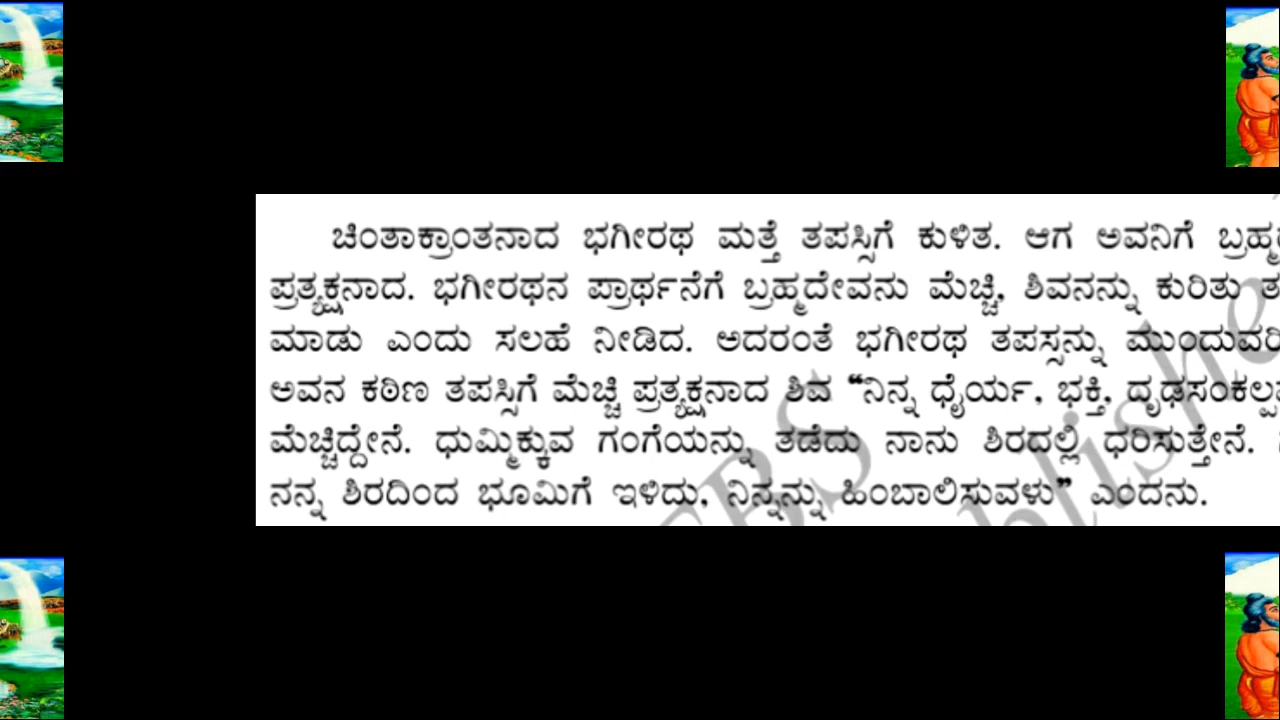 ಚಿಂತಾಕ್ರಾಂತನಾದ ಭಗೀರಥ ಮತ್ತೆ ತಪಸ್ಸಿಗೆ ಕುಳಿತ. ಆಗ ಅವನಿಗೆ
ಪ್ರತ್ಯಕ್ಷನಾದ. ಭಗೀರಥನ ಪ್ರಾರ್ಥನೆಗೆ ಬ್ರಹ್ಮದೇವನು ಮೆಚ್ಚಿ, ಶಿವನನ್ನು ಕುರಿತು
ಮಾಡು ಎಂದು ಸಲಹೆ ನೀಡಿದ. ಅದರಂತೆ ಭಗೀರಥ ತಪಸ್ಸನ್ನು
ಅವನ ಕಠಿಣ ತಪಸ್ಸಿಗೆ ಮೆಚ್ಚಿ ಪ್ರತ್ಯಕ್ಷನಾದ ಶಿವ “ನಿನ್ನ ಧೈರ್ಯ, ಭಕ್ತಿ,
ಮೆಚ್ಚಿದ್ದೇನೆ. ಧುಮ್ಮಿಕ್ಕುವ ಗಂಗೆಯನ್ನು ತಡೆದು ನಾನು ಶಿರದಲ್ಲಿ ಧರಿಸುತ್ತೇನೆ.
ನನ್ನ ಶಿರದಿಂದ ಭೂಮಿಗೆ ಇಳಿದು, ನಿನ್ನನ್ನು ಹಿಂಬಾಲಿಸುವಳು” ಎಂದನು.